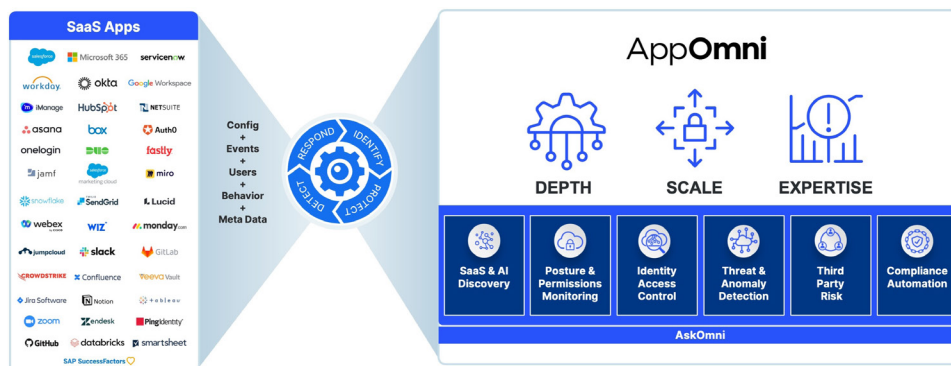 SaaS Apps
salesforce
Microsoft 365
servicenow
workday.
okta
Google Workspace
iManage
HubSpot
NETSUITE
asana
box
Auth0
onelogin
DUO
fastly
jamf
salesforce
marketing cloud
miro
snowflake
SendGrid
Lucid
webex
WIZ
monday.com
jumpcloud
slack
GitLab
CROWDSTRIKE
Confluence
Veeva Vault
Jira Software
Notion
+ a b l e a u
zoom
zendesk
PingIdentity
GitHub
databricks
smartsheet
SAP SuccessFactors
Config
+
Events
+
Users
+
Behavior
+
Meta Data
RESPOND
IDENTIFY
DETECT
PROTECT
AppOmni
DEPTH
SCALE
EXPERTISE
SaaS & AI
Discovery
Posture &
Permissions
Monitoring
Identity
Access
Control
Threat &
Anomaly
Detection
Third
Party
Risk
Compliance
Automation
AskOmni